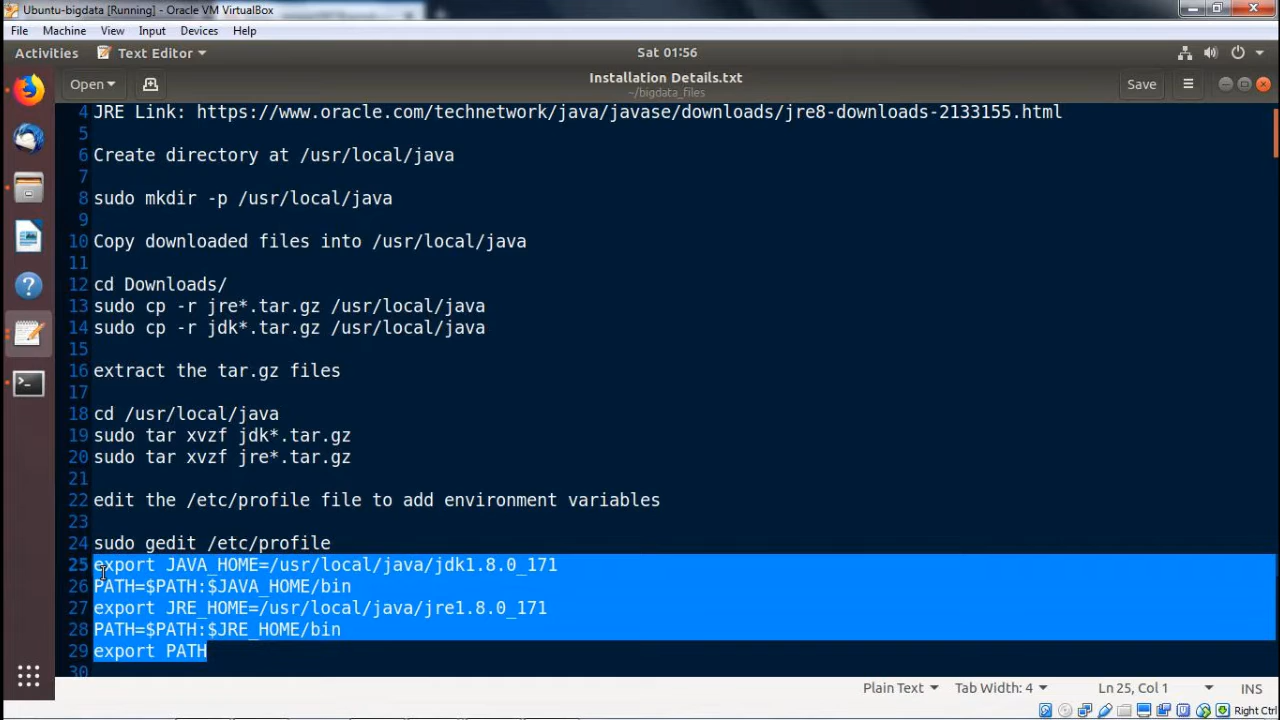 Ubuntu-bigdata [Running] - Oracle VM VirtualBox
File Machine View Input Devices Help
Activities Text Editor Sat 01:56
Open Installation Details.txt Save
~/bigdata_files
4 JRE Link: https://www.oracle.com/technetwork/java/javase/downloads/jre8-downloads-2133155.html
5
6 Create directory at /usr/local/java
7
8 sudo mkdir -p /usr/local/java
9
10 Copy downloaded files into /usr/local/java
11
12 cd Downloads/
13 sudo cp -r jre*.tar.gz /usr/local/java
14 sudo cp -r jdk*.tar.gz /usr/local/java
15
16 extract the tar.gz files
17
18 cd /usr/local/java
19 sudo tar xvzf jdk*.tar.gz
20 sudo tar xvzf jre*.tar.gz
21
22 edit the /etc/profile file to add environment variables
23
24 sudo gedit /etc/profile
25 export JAVA_HOME=/usr/local/java/jdk1.8.0_171
26 PATH=$PATH:$JAVA_HOME/bin
27 export JRE_HOME=/usr/local/java/jre1.8.0_171
28 PATH=$PATH:$JRE_HOME/bin
29 export PATH
30
Plain Text Tab Width: 4 Ln 25, Col 1 INS
Right Ctrl